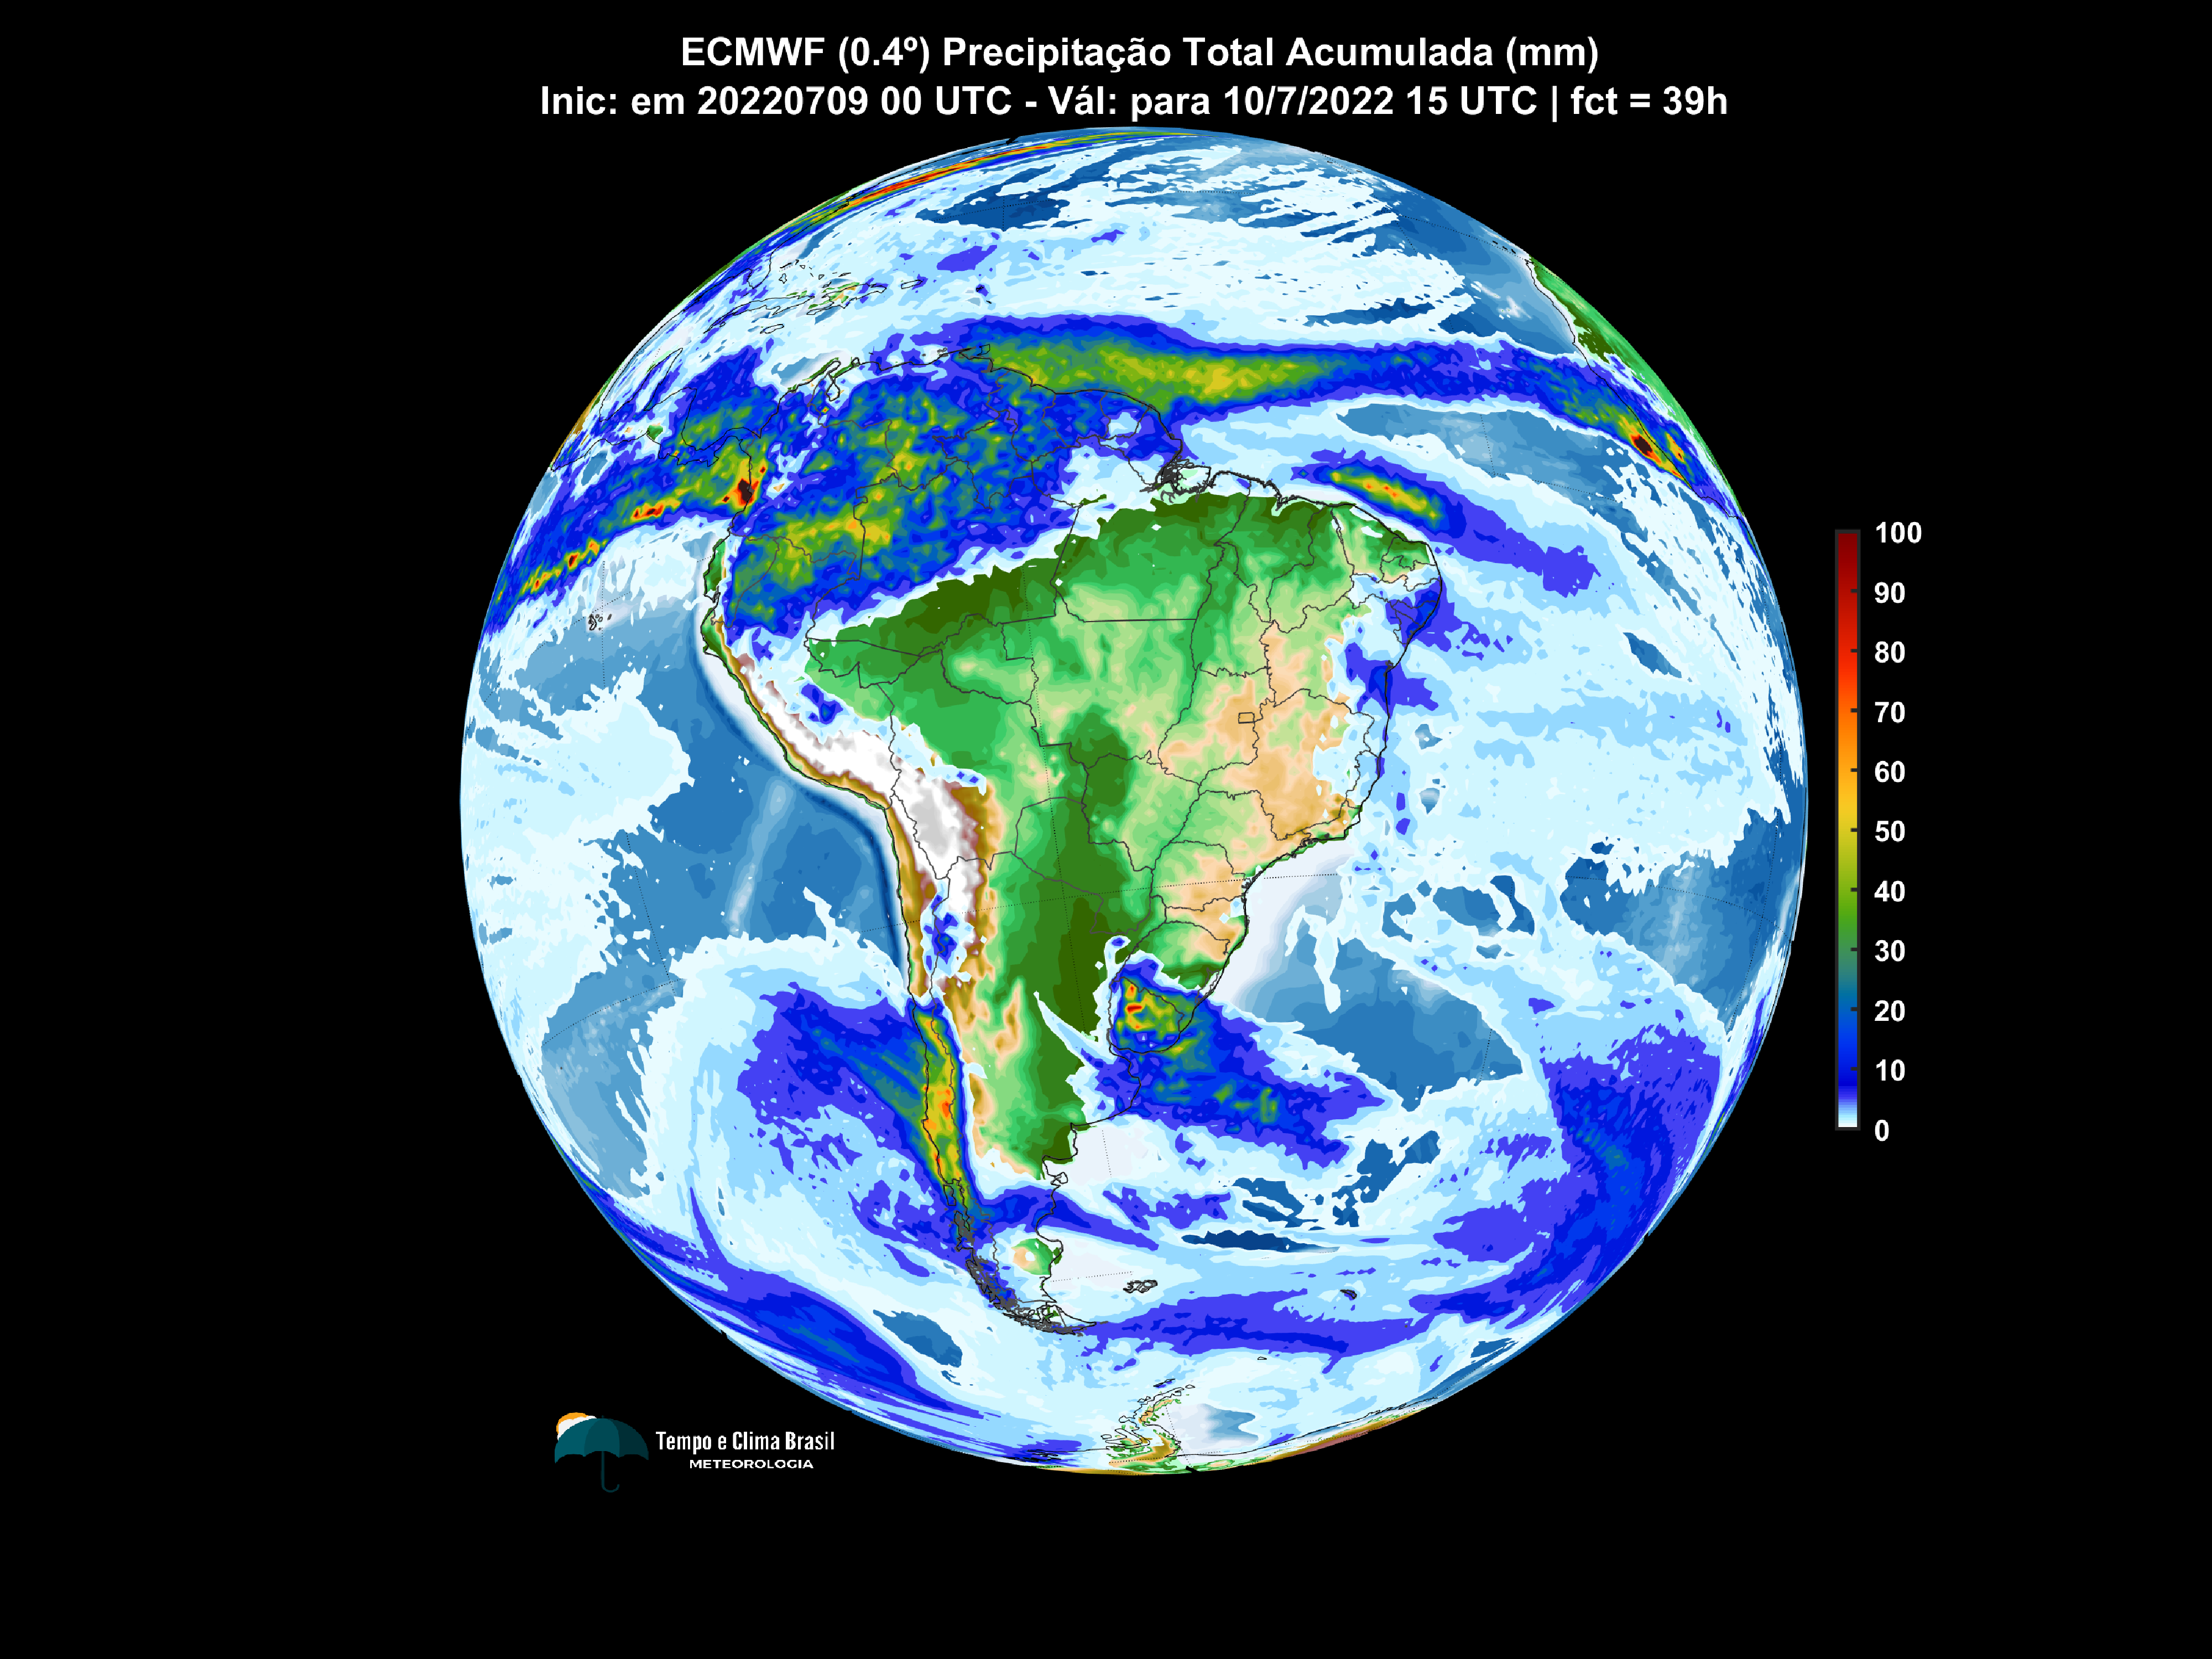 ECMWF (0.4º) Precipitação Total Acumulada (mm)
Inic: em 20220709 00 UTC - Vál: para 10/7/2022 15 UTC | fct = 39h
100
90
80
70
60
50
40
30
20
10
0
Tempo e Clima Brasil
METEOROLOGIA